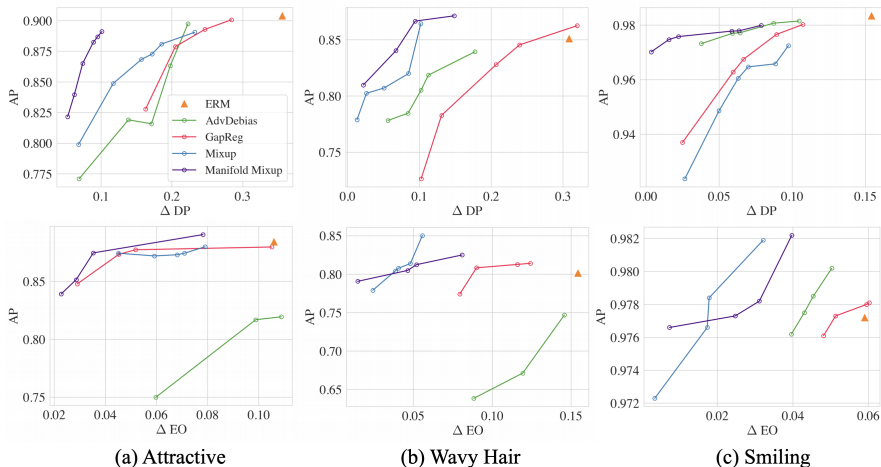 0.900
0.875
0.850
0.825
0.800
0.775
AP
0.1
0.2
0.3
Δ DP
ERM
AdvDebias
GapReg
Mixup
Manifold Mixup
0.85
0.80
0.75
AP
0.0
0.1
0.2
0.3
Δ DP
0.98
0.96
0.94
AP
0.00
0.05
0.10
0.15
Δ DP
0.85
0.80
0.75
AP
0.02
0.04
0.06
0.08
0.10
Δ EO
0.85
0.80
0.75
0.70
0.65
AP
0.05
0.10
0.15
Δ EO
0.982
0.980
0.978
0.976
0.974
0.972
AP
0.00
0.02
0.04
0.06
Δ EO
(a) Attractive
(b) Wavy Hair
(c) Smiling